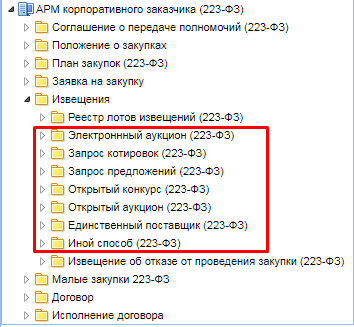 АРМ корпоративного заказчика (223-ФЗ)
Соглашение о передаче полномочий (223-ФЗ)
Положение о закупках
План закупок (223-ФЗ)
Заявка на закупку
Извещения
Реестр лотов извещений (223-ФЗ)
Электроннный аукцион (223-ФЗ)
Запрос котировок (223-ФЗ)
Запрос предложений (223-ФЗ)
Открытый конкурс (223-ФЗ)
Открытый аукцион (223-ФЗ)
Единственный поставщик (223-ФЗ)
Иной способ (223-ФЗ)
Извещение об отказе от проведения закупки (223-ФЗ)
Малые закупки 223-ФЗ
Договор
Исполнение договора